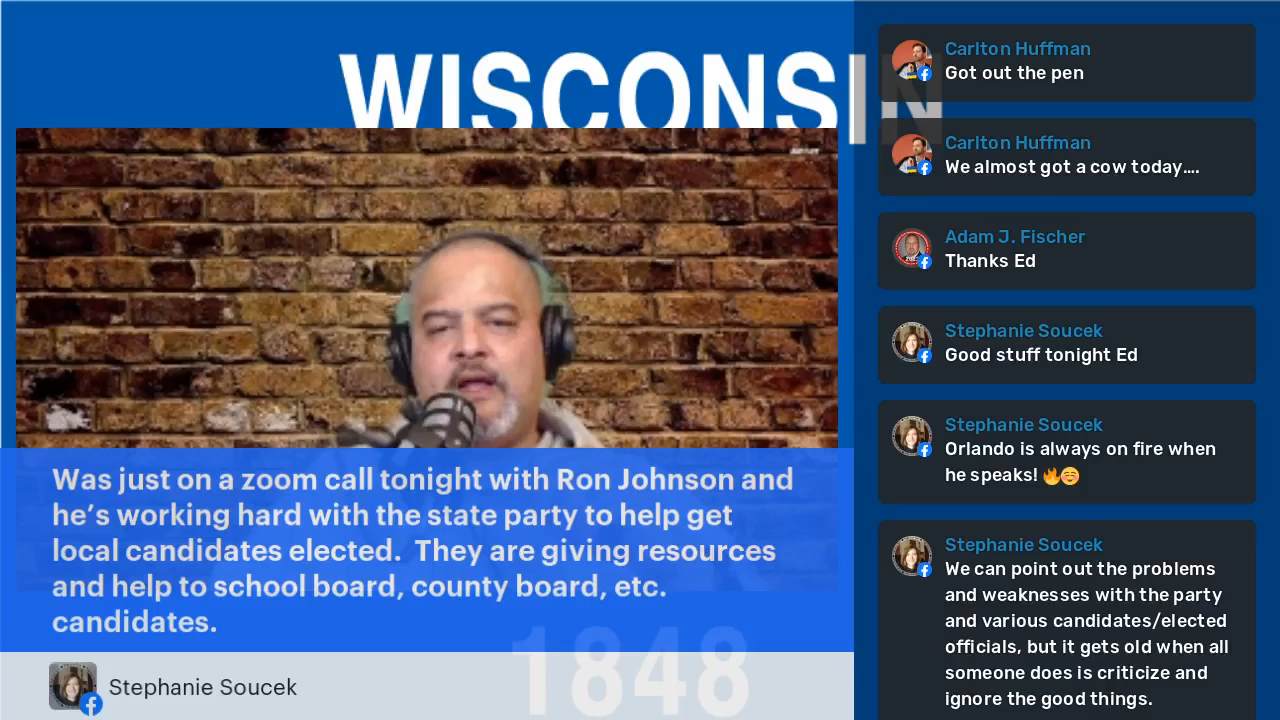 WISCONSIN
Was just on a zoom call tonight with Ron Johnson and
he’s working hard with the state party to help get
local candidates elected.  They are giving resources
and help to school board, county board, etc.
candidates.
1848
Stephanie Soucek
Carlton Huffman
Got out the pen
Carlton Huffman
We almost got a cow today....
Adam J. Fischer
Thanks Ed
Stephanie Soucek
Good stuff tonight Ed
Stephanie Soucek
Orlando is always on fire when
he speaks! 🔥☺️
Stephanie Soucek
We can point out the problems
and weaknesses with the party
and various candidates/elected
officials, but it gets old when all
someone does is criticize and
ignore the good things.